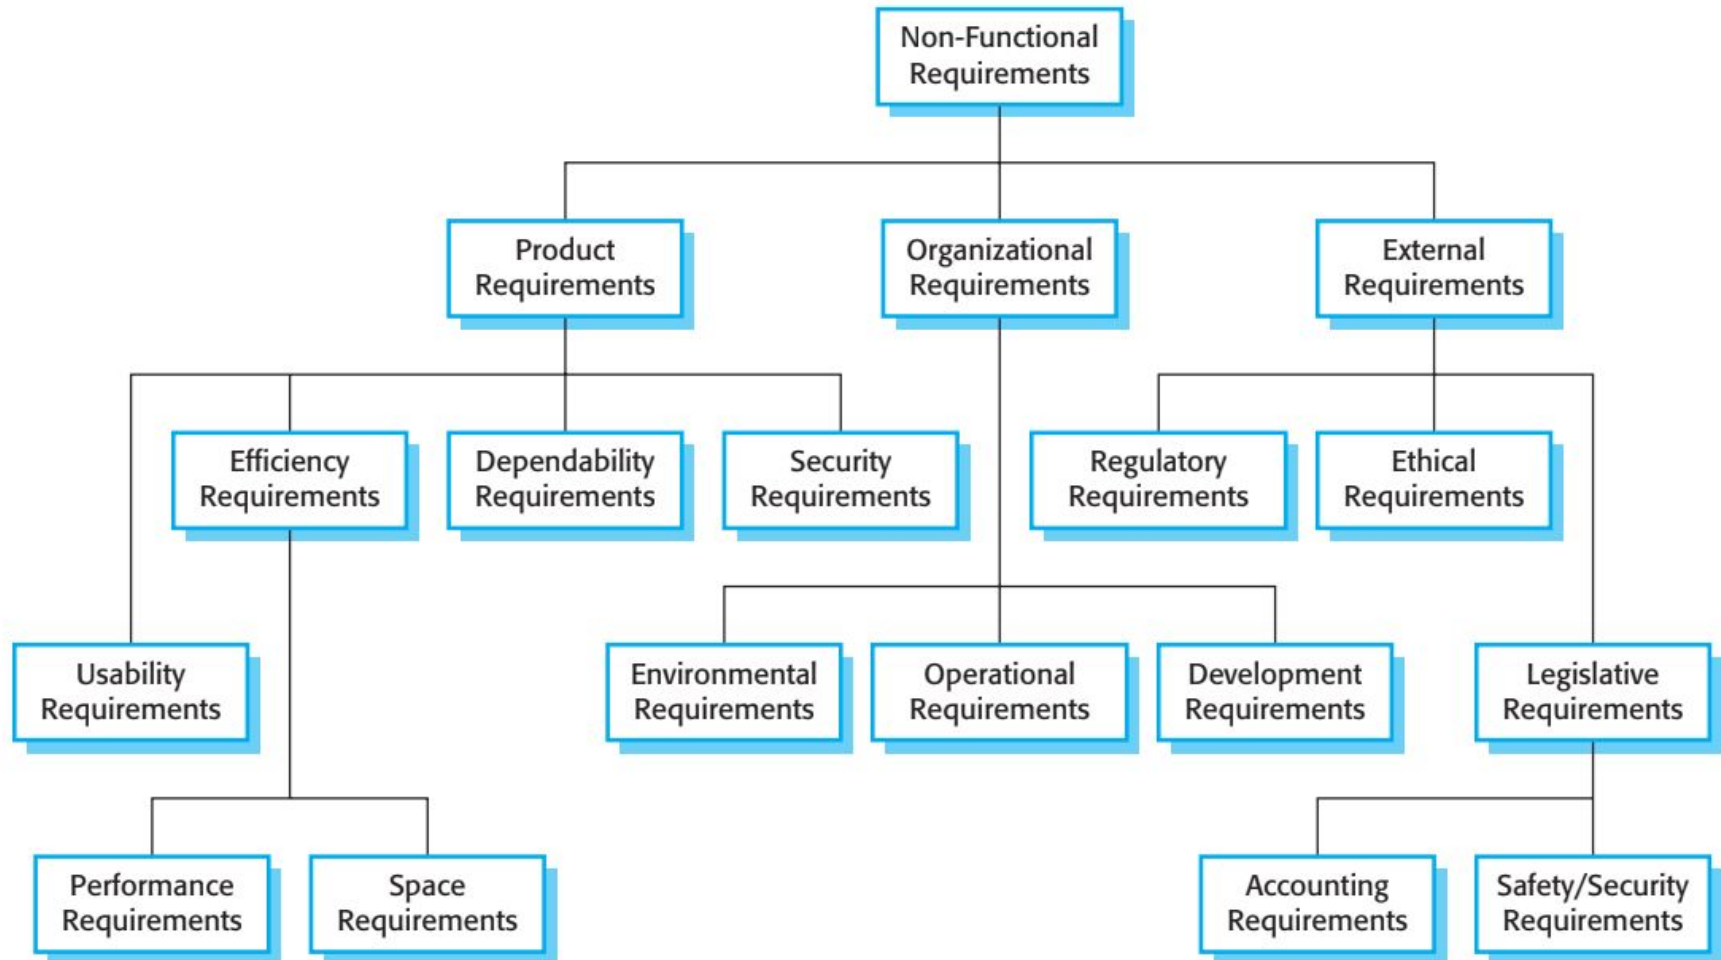 Non-Functional
Requirements
Product
Requirements
Organizational
Requirements
External
Requirements
Efficiency
Requirements
Dependability
Requirements
Security
Requirements
Regulatory
Requirements
Ethical
Requirements
Usability
Requirements
Environmental
Requirements
Operational
Requirements
Development
Requirements
Legislative
Requirements
Performance
Requirements
Space
Requirements
Accounting
Requirements
Safety/Security
Requirements